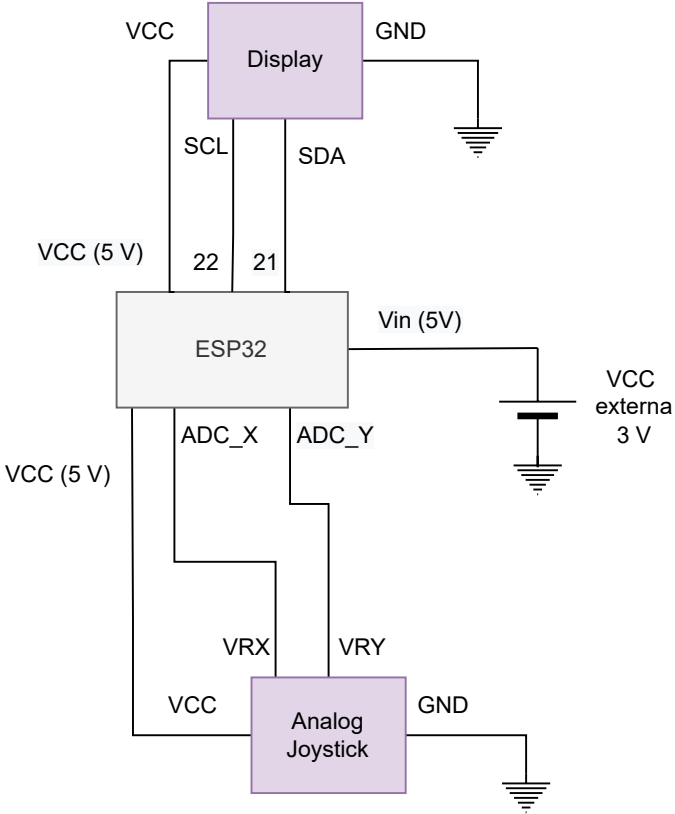 VCC
GND
Display
SCL
SDA
VCC (5 V)
22
21
Vin (5V)
ESP32
VCC
externa
3 V
ADC_X
ADC_Y
VCC (5 V)
VRX
VRY
VCC
GND
Analog
Joystick